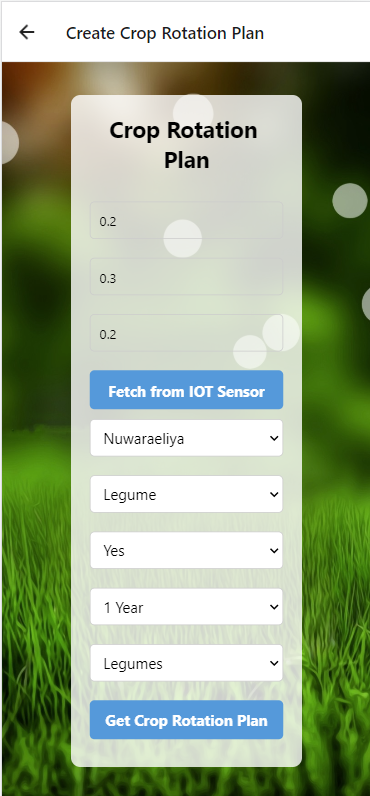 Create Crop Rotation Plan
Crop Rotation
Plan
0.2
0.3
0.2
Fetch from IOT Sensor
Nuwaraeliya
Legume
Yes
1 Year
Legumes
Get Crop Rotation Plan